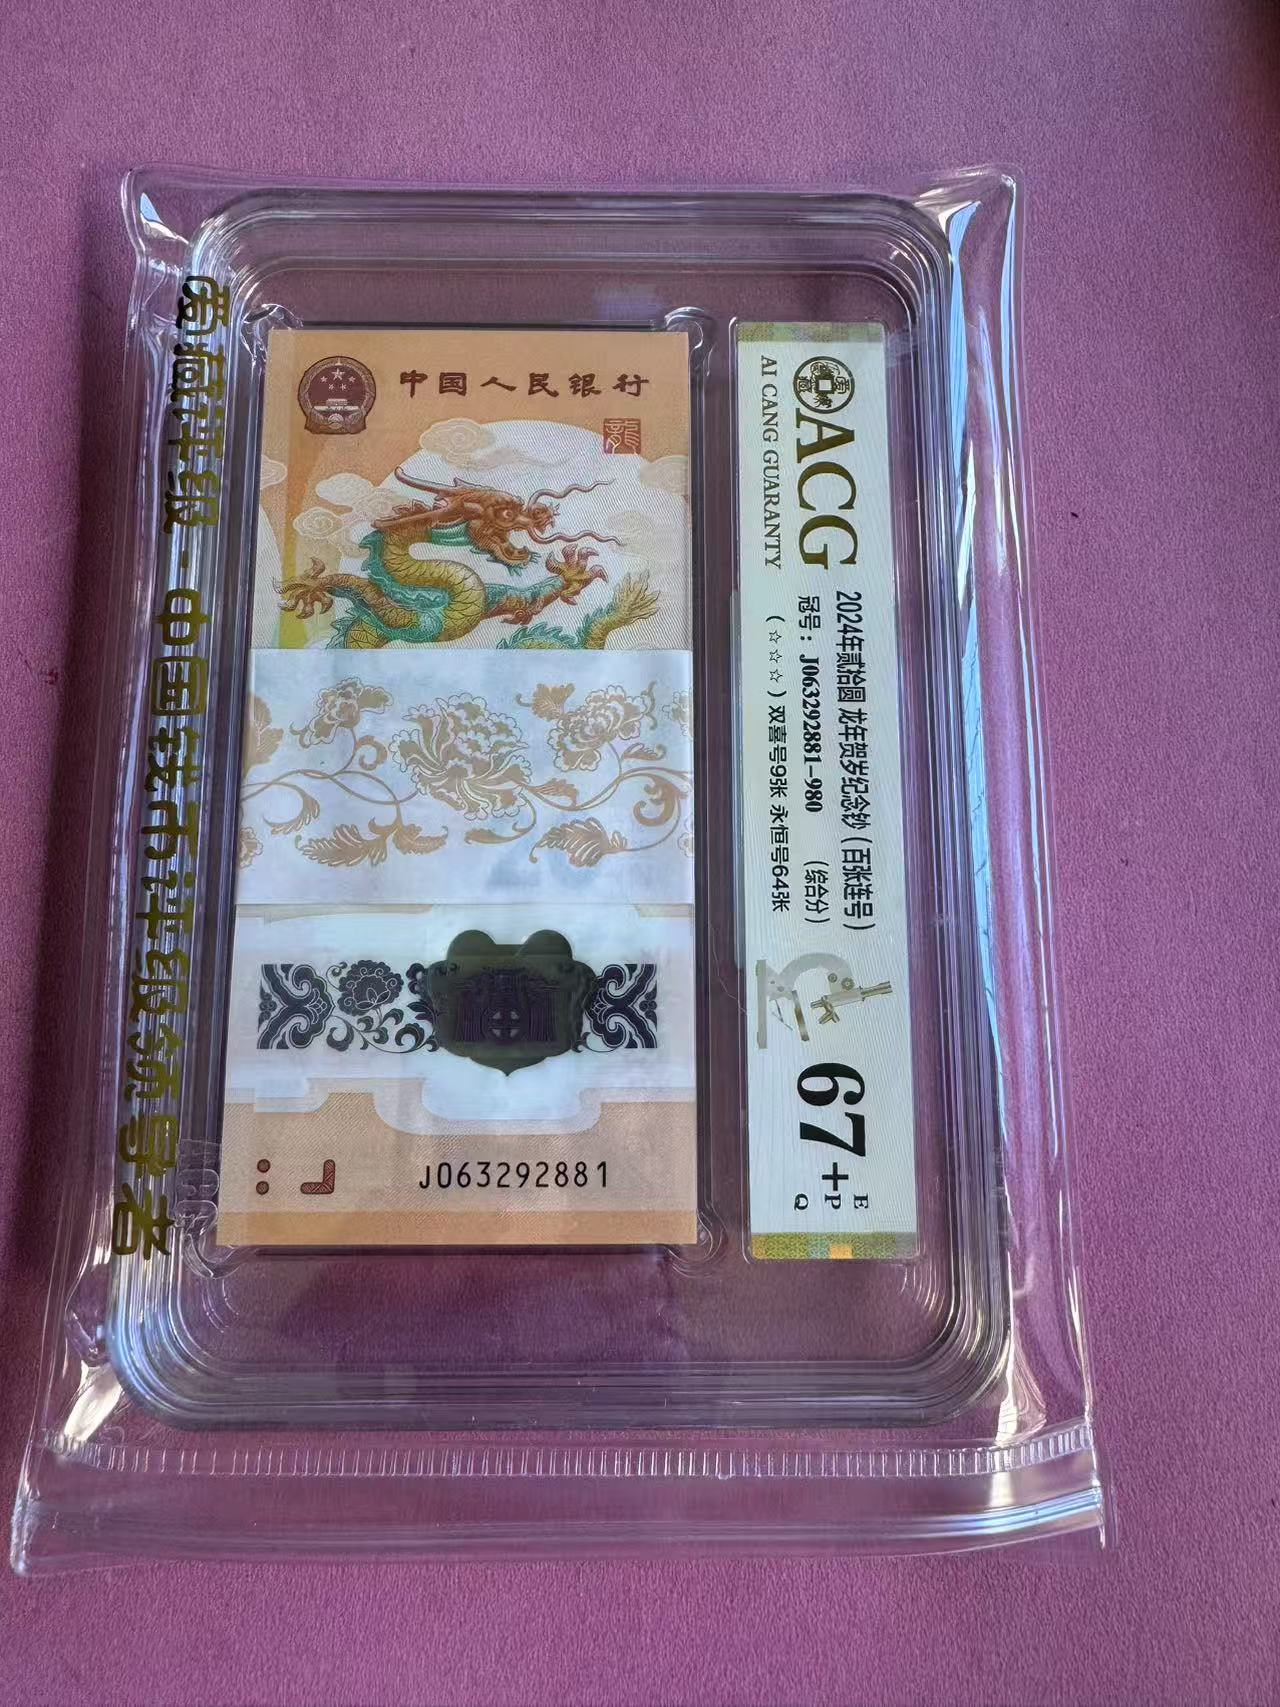 爱藏评级-中国钱币评级领导者
中国人民银行
龍
J063292881
ACG
AI CANG GUARANTY
2024年贰拾圆 龙年贺岁纪念钞（百张连号）
冠号：J063292881-980 （综合分）
（☆☆☆）双喜号9张 永恒号64张
67+
E
P
Q